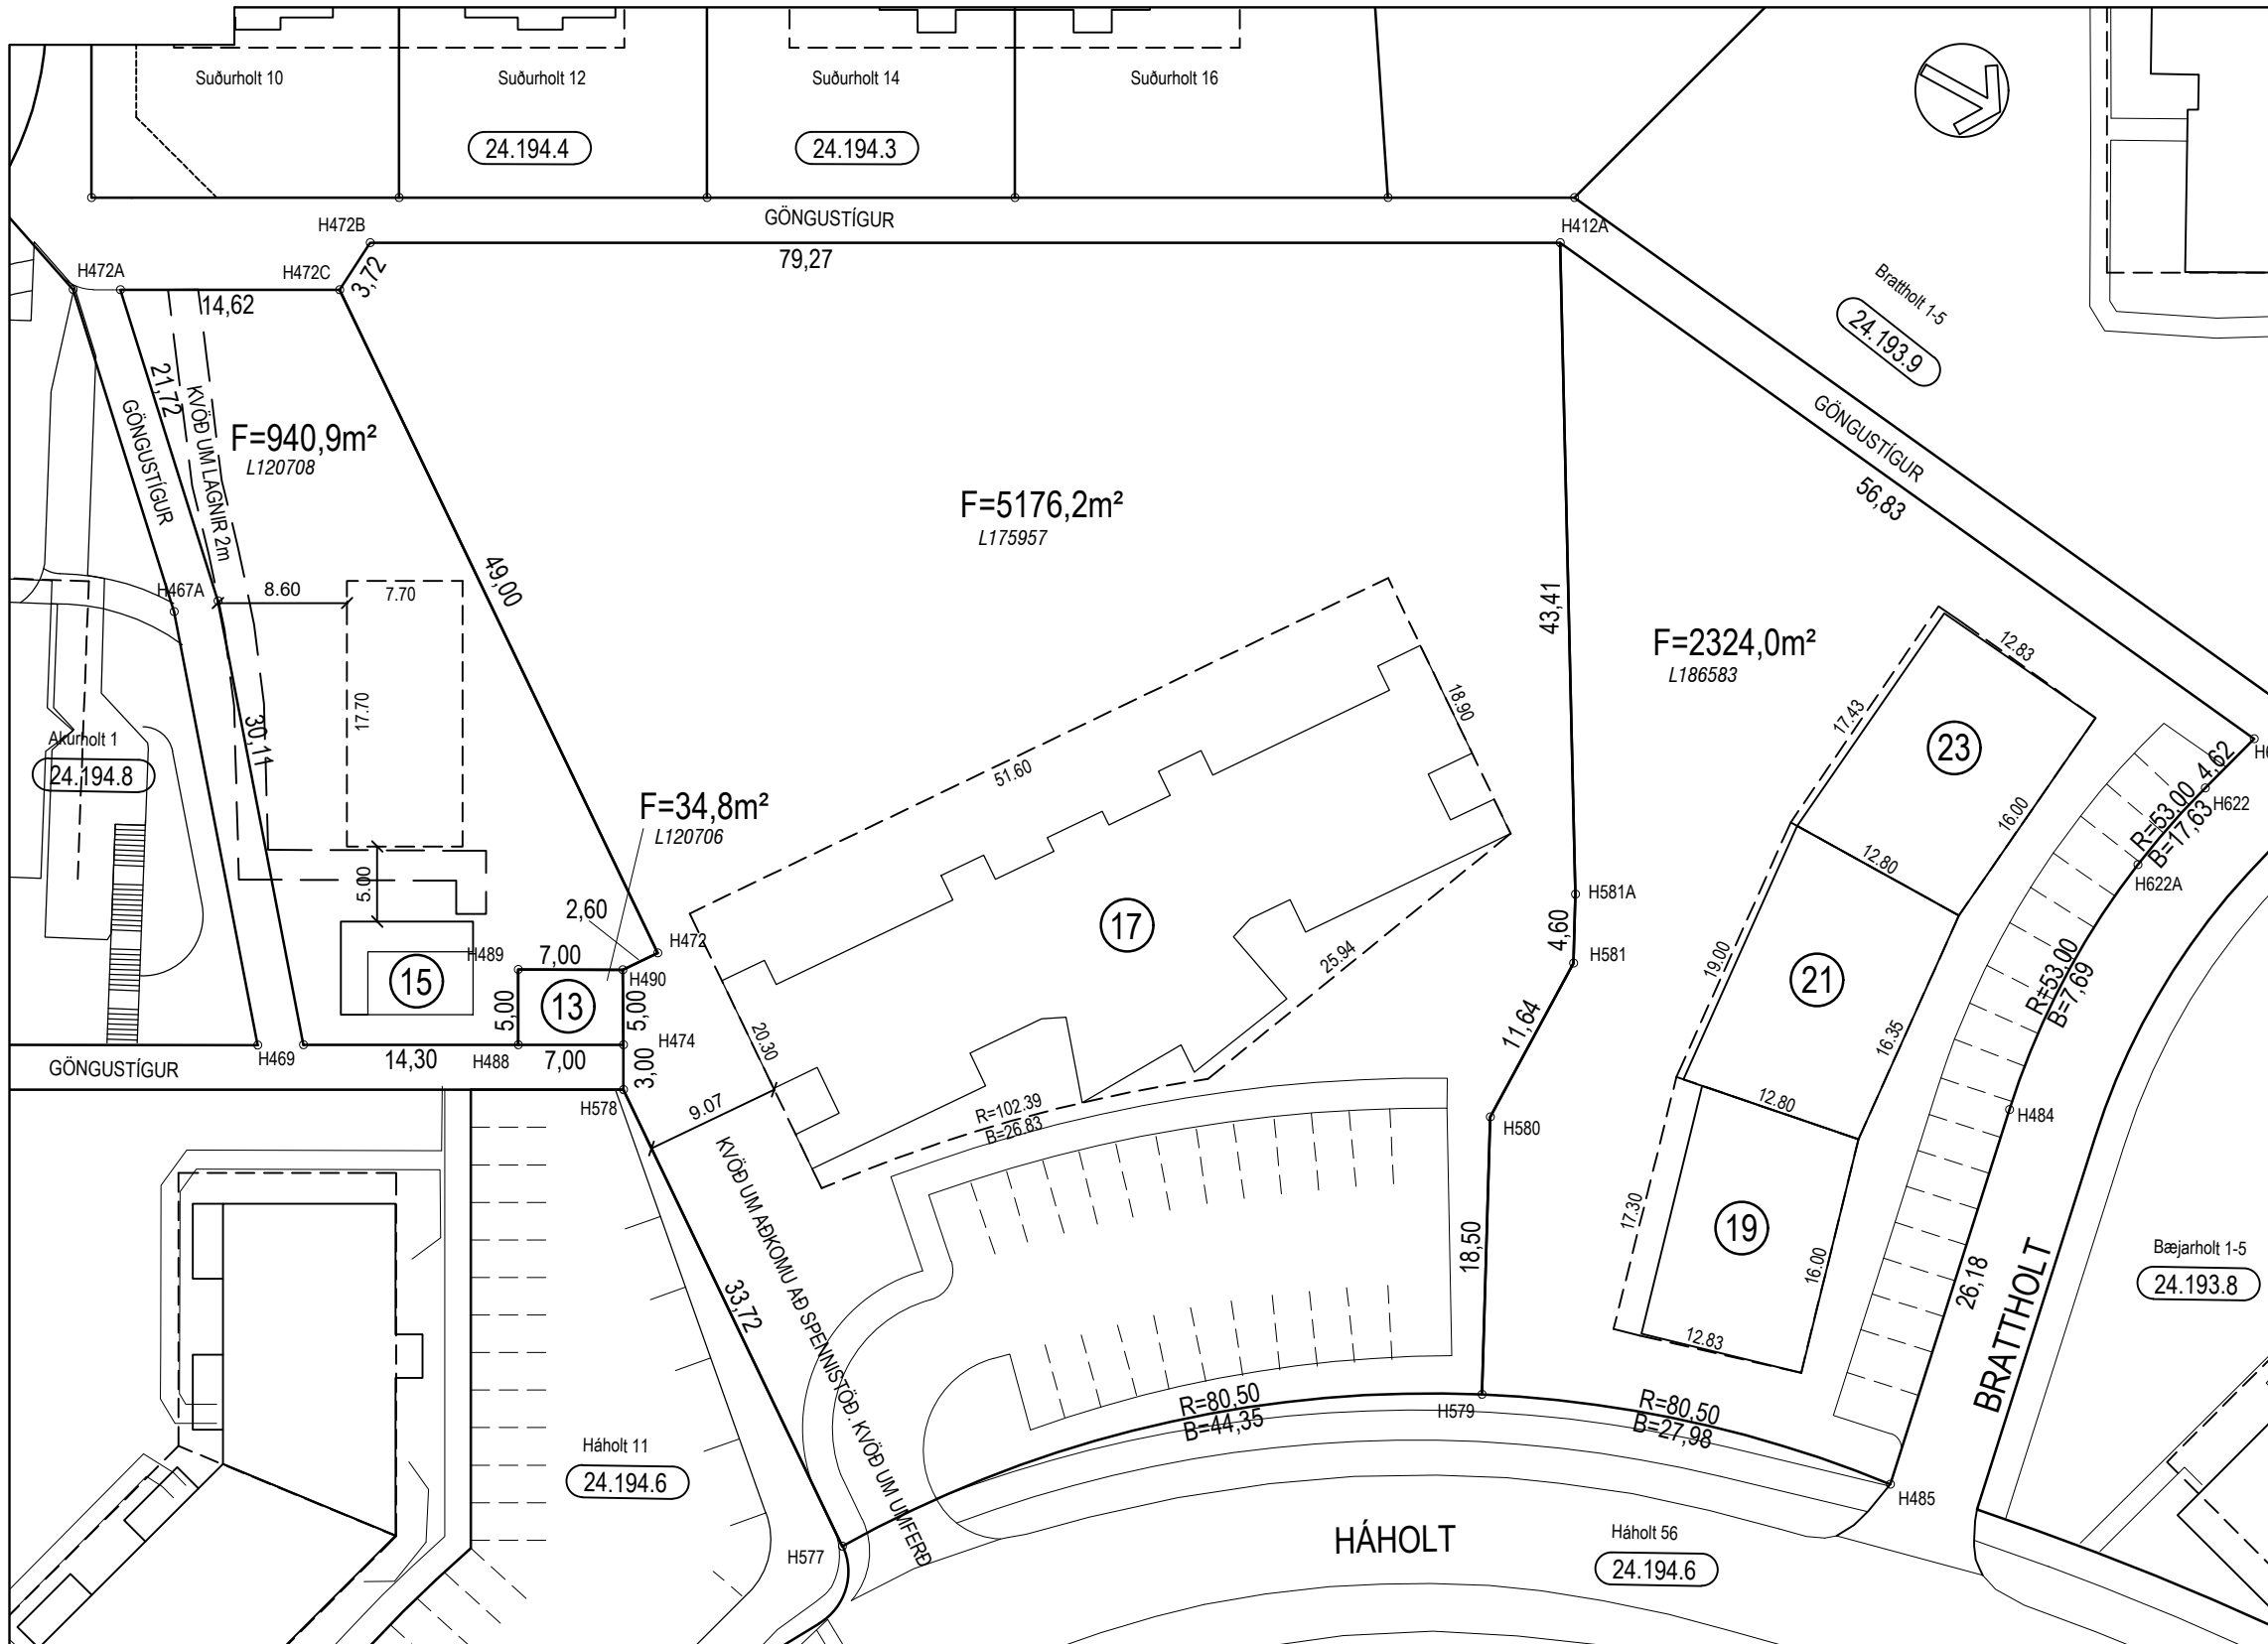 Suðurholt 10
Suðurholt 12
Suðurholt 14
Suðurholt 16
24.194.4
24.194.3
GÖNGUSTÍGUR
H472B
H412A
79,27
H472A
H472C
3,72
14,62
Brattholt 1-5
24.193.9
GÖNGUSTÍGUR
56,83
21,72
KVÖÐ UM LAGNIR 2m
GÖNGUSTÍGUR
F=940,9m²
L120708
F=5176,2m²
L175957
49,00
43,41
H467A
8.60
7.70
17.70
F=2324,0m²
L186583
12.83
17.43
23
16.00
18.90
51.60
30,11
Akurholt 1
24.194.8
F=34,8m²
L120706
4,62
H622
R=53,00
B=17,63
H622A
12.80
5.00
2,60
H472
H489
7,00
H490
15
13
5,00
5,00
17
25.94
H581A
4,60
H581
19.00
21
16.35
R=53,00
B=7,69
H469
14,30
H488
7,00
H474
3,00
H578
GÖNGUSTÍGUR
20.30
9.07
R=102.39
B=26.83
11,64
H580
12.80
H484
17.30
19
16.00
12.83
18,50
26,18
BRATTHOLT
Bæjarholt 1-5
24.193.8
KVÖÐ UM AÐKOMU AÐ SPENNISTÖÐ. KVÖÐ UM UMFERÐ
33,72
R=80,50
B=44,35
H579
R=80,50
B=27,98
H485
Háholt 11
24.194.6
H577
HÁHOLT
Háholt 56
24.194.6